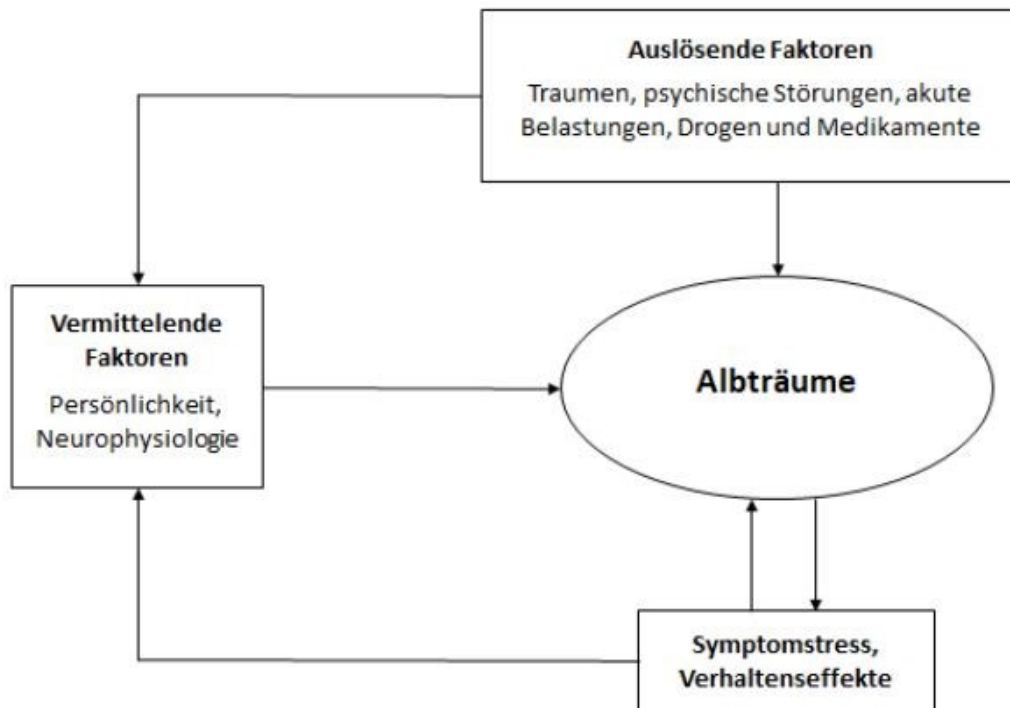 Auslösende Faktoren
Traumen, psychische Störungen, akute
Belastungen, Drogen und Medikamente
Vermittelende
Faktoren
Persönlichkeit,
Neurophysiologie
Albträume
Symptomstress,
Verhaltenseffekte